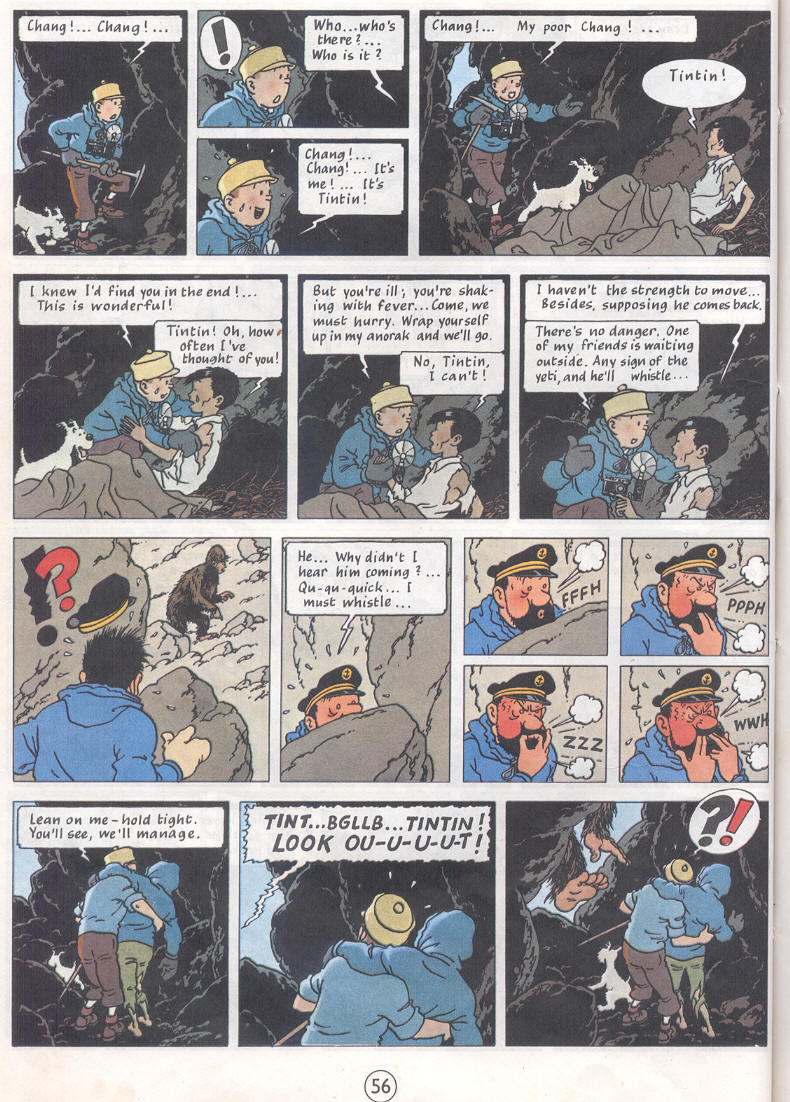 Chang!... Chang!...
!
Who...who's
there?...
Who is it?
Chang!...
Chang!... It's
me!... It's
Tintin!
Chang!... My poor Chang! ...
Tintin!
I knew I'd find you in the end!...
This is wonderful!
Tintin! Oh, how
often I've
thought of you!
But you're ill; you're shak-
ing with fever...Come, we
must hurry. Wrap yourself
up in my anorak and we'll go.
No, Tintin,
I can't!
I haven't the strength to move...
Besides, supposing he comes back.
There's no danger. One
of my friends is waiting
outside. Any sign of the
yeti, and he'll whistle...
!?
He... Why didn't I
hear him coming?...
Qu-qu-quick... I
must whistle...
FFFH
PPPH
ZZZ
WWH
Lean on me-hold tight.
You'll see, we'll manage.
TINT...BGLLB...TINTIN!
LOOK OU-U-U-U-T!
?!
56